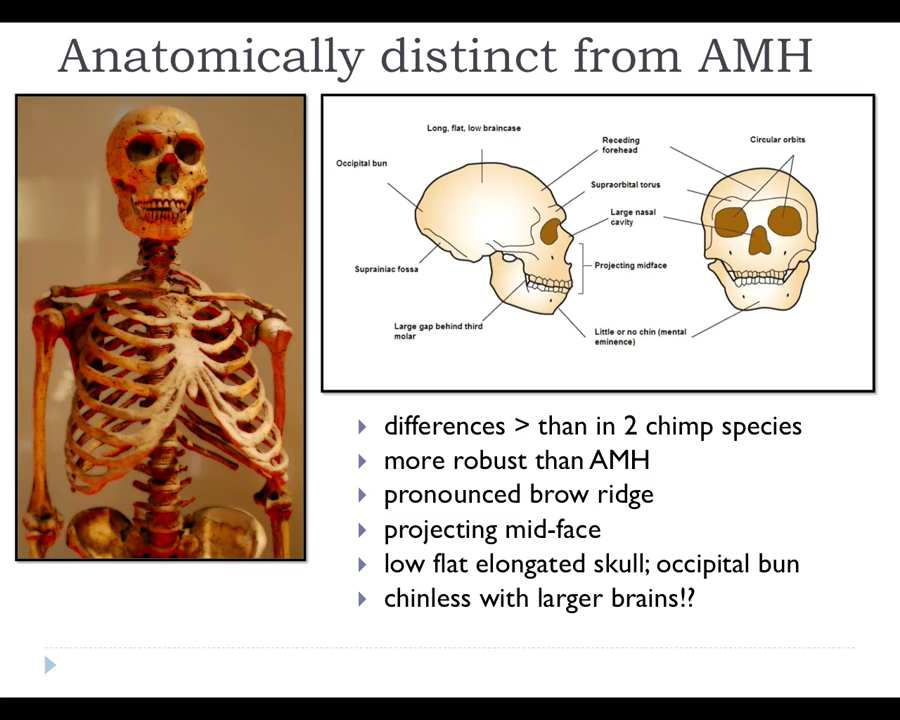 Anatomically distinct from AMH
Long, flat, low braincase
Occipital bun
Suprainiac fossa
Large gap behind third
molar
Receding
forehead
Supraorbital torus
Large nasal
cavity
Projecting midface
Little or no chin (mental
eminence)
Circular orbits
differences > than in 2 chimp species
more robust than AMH
pronounced brow ridge
projecting mid-face
low flat elongated skull; occipital bun
chinless with larger brains!?